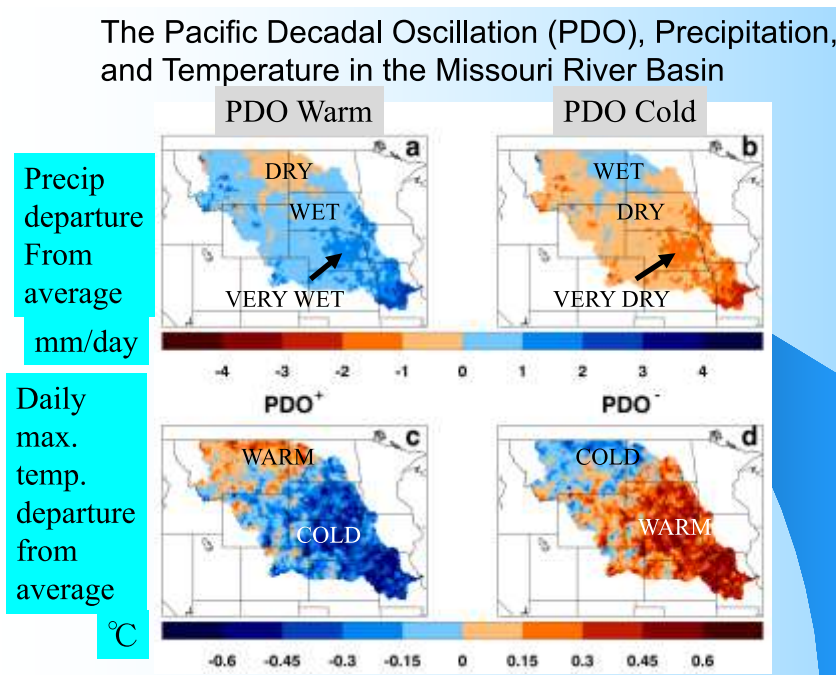 The Pacific Decadal Oscillation (PDO), Precipitation,
and Temperature in the Missouri River Basin
PDO Warm
PDO Cold
Precip
departure
From
average
mm/day
a
DRY
WET
VERY WET
b
WET
DRY
VERY DRY
-4 -3 -2 -1 0 1 2 3 4
Daily
max.
temp.
departure
from
average
°C
PDO+
PDO-
c
WARM
COLD
d
COLD
WARM
-0.6 -0.45 -0.3 -0.15 0 0.15 0.3 0.45 0.6